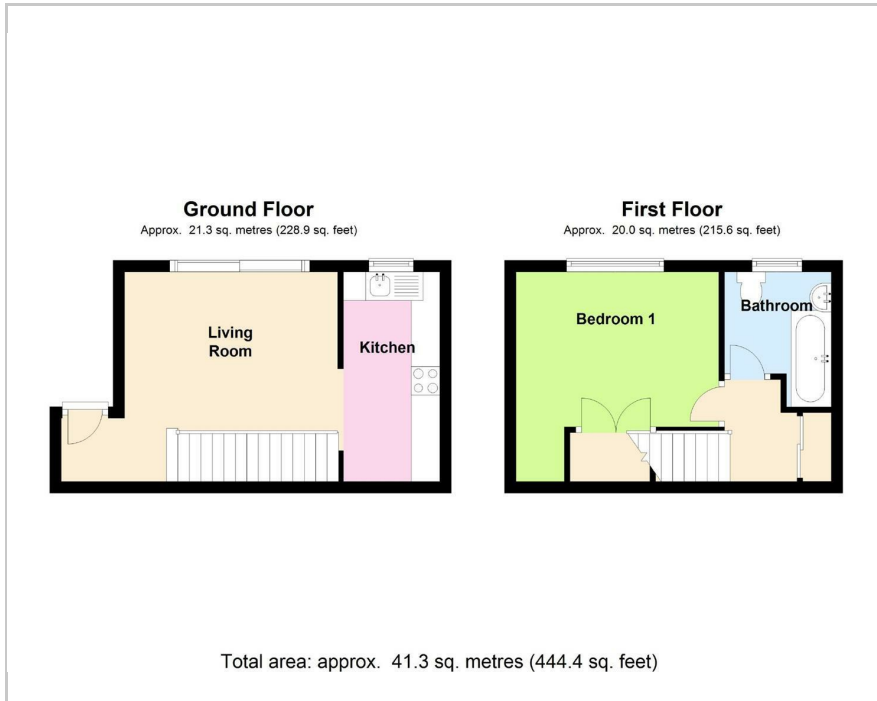 Ground Floor
Approx. 21.3 sq. metres (228.9 sq. feet)
Living
Room
Kitchen
First Floor
Approx. 20.0 sq. metres (215.6 sq. feet)
Bedroom 1
Bathroom
Total area: approx. 41.3 sq. metres (444.4 sq. feet)